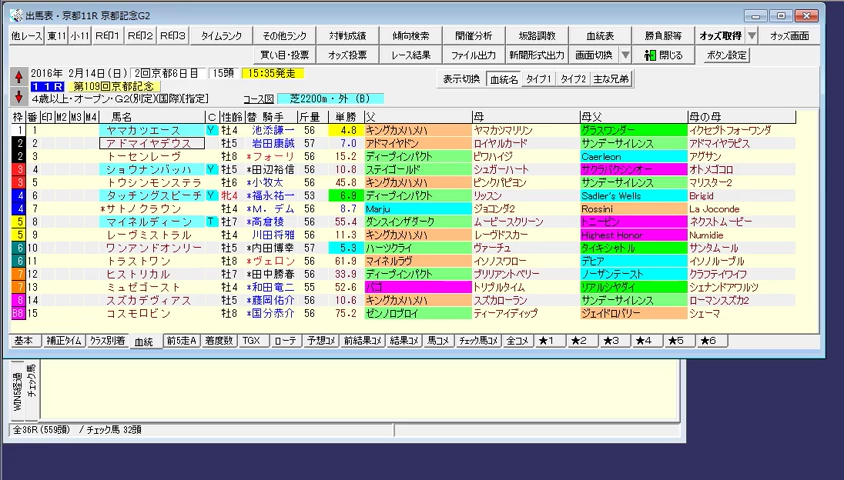 出馬表・京都11R 京都記念G2
他レース 東11 小11 R印1 R印2 R印3 タイムランク その他ランク 対戦成績 傾向検索 開催分析 坂路調教 血統表 勝負服等 オッズ取得 ▼ オッズ画面
買い目・投票 オッズ投票 レース結果 ファイル出力 新聞形式出力 画面切換 ▼ 閉じる ボタン設定
2016年 2月14日(日) 2回京都6日目 15頭 15:35発走
11R 第109回京都記念
4歳以上・オープン・G2(別定)(国際)[指定] コース図 芝2200m・外 (B)
表示切換 血統名 タイプ1 タイプ2 主な兄弟
枠 番 印 M2 M3 M4 馬名 C 性齢 替 騎手 斤量 単勝 父 母 母父 母の母
1 1 ヤマカツエース Y 牡4 池添謙一 56 4.8 キングカメハメハ ヤマカツマリリン グラスワンダー イクセプトフォーワンダ
2 2 アドマイヤデウス 牡5 岩田康誠 57 7.0 アドマイヤドン ロイヤルカード サンデーサイレンス アドマイヤラピス
2 3 トーセンレーヴ 牡8 *フォーリ 56 15.2 ディープインパクト ビワハイジ Caerleon アグサン
3 4 ショウナンバッハ Y 牡5 *田辺裕信 56 10.8 ステイゴールド シュガーハート サクラバクシンオー オトメゴコロ
3 5 トウシンモンステラ 牡6 *小牧太 56 45.8 キングカメハメハ ピンクパピヨン サンデーサイレンス マリスター2
4 6 タッチングスピーチ Y 牝4 *福永祐一 53 6.9 ディープインパクト リッスン Sadler's Wells Brigid
4 7 *サトノクラウン 牡4 *M.デム 56 8.7 Marju ジョコンダ2 Rossini La Joconde
5 8 マイネルディーン T 牡7 *高倉稜 56 55.4 ダンスインザダーク ムービースクリーン トニービン ネクストムービー
5 9 レーヴミストラル 牡5 川田将雅 57 11.3 キングカメハメハ レーヴドスカー Highest Honor Numidie
6 10 ワンアンドオンリー 牡5 *内田博幸 57 5.3 ハーツクライ ヴァーチュ タイキシャトル サンタムール
6 11 トラストワン 牡8 *ヴェロン 56 61.9 マイネルラヴ イソノスワロー デヒア イソノルーブル
7 12 ヒストリカル 牡7 *田中勝春 56 33.9 ディープインパクト ブリリアントベリー ノーザンテースト クラフテイワイフ
7 13 ミュゼゴースト 牡4 *和田竜二 55 52.6 バゴ トリプルタイム リアルシヤダイ シェナンドアワルツ
8 14 スズカデヴィアス 牡5 *藤岡佑介 56 10.6 キングカメハメハ スズカローラン サンデーサイレンス ローマンスズカ2
15 コスモロビン 牡8 *国分恭介 56 75.2 ゼンノロブロイ ティーアイディップ ジェイドロバリー シェーマ
基本 補正タイム クラス別着 血統 前5走A 着度数 TGX ローテ 予想コメ 前結果コメ 結果コメ 馬コメ チェック馬コメ 全コメ ★1 ★2 ★3 ★4 ★5 ★6
WIN5経過
チェック馬
全36R(559頭) /チェック馬 32頭